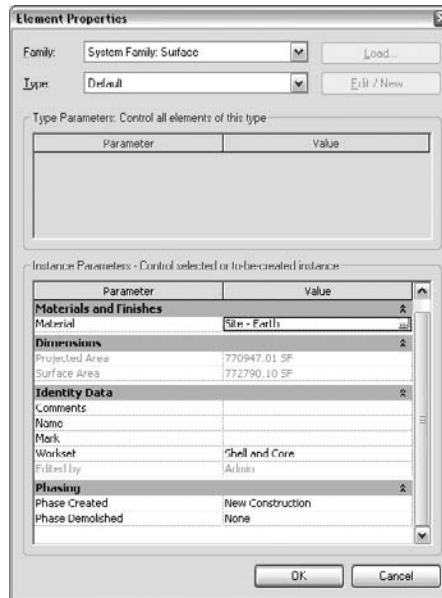 Element Properties
Family: System Family: Surface Load...
Type: Default Edit / New
Type Parameters: Control all elements of this type
Parameter Value
Instance Parameters - Control selected or to-be-created instance
Parameter Value
Materials and Finishes
Material Site - Earth
Dimensions
Projected Area 770947.01 SF
Surface Area 772790.10 SF
Identity Data
Comments
Name
Mark
Workset Shell and Core
Edited by Admin
Phasing
Phase Created New Construction
Phase Demolished None
OK Cancel